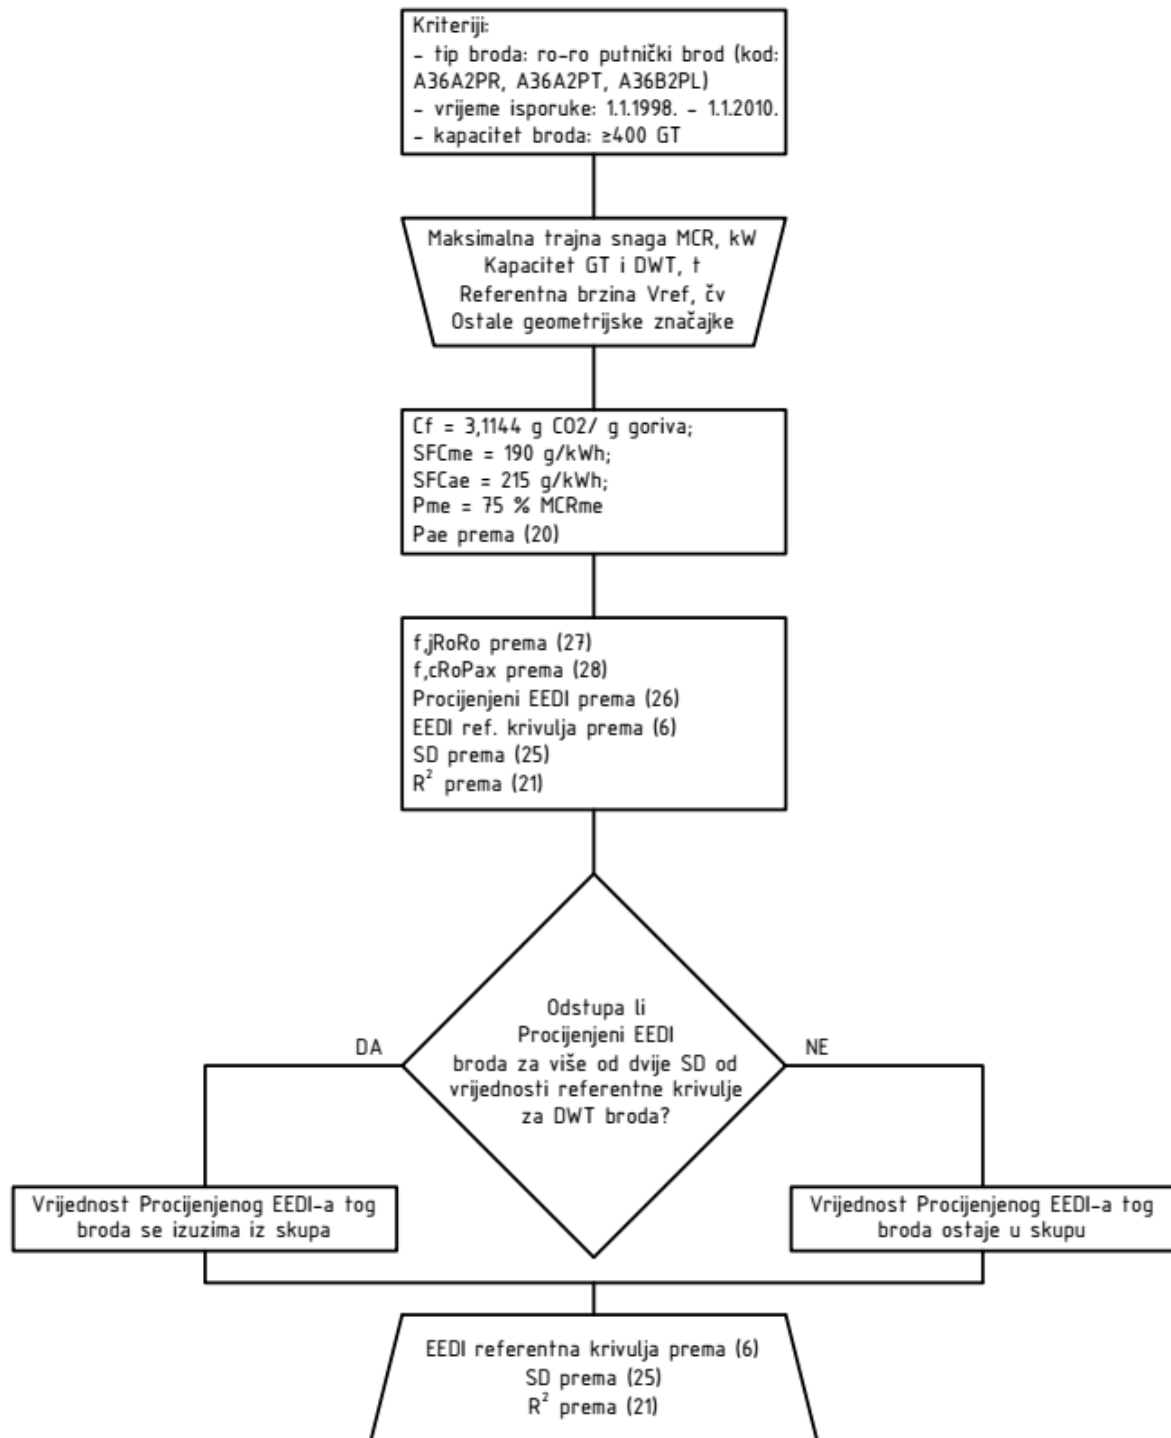 Kriteriji:
- tip broda: ro-ro putnički brod (kod:
A36A2PR, A36A2PT, A36B2PL)
- vrijeme isporuke: 1.1.1998. - 1.1.2010.
- kapacitet broda: ≥400 GT
Maksimalna trajna snaga MCR, kW
Kapacitet GT i DWT, t
Referentna brzina Vref, čv
Ostale geometrijske značajke
Cf = 3,1144 g CO2/ g goriva;
SFCme = 190 g/kWh;
SFCae = 215 g/kWh;
Pme = 75 % MCRme
Pae prema (20)
f,jRoRo prema (27)
f,cRoPax prema (28)
Procijenjeni EEDI prema (26)
EEDI ref. krivulja prema (6)
SD prema (25)
R² prema (21)
Odstupa li
Procijenjeni EEDI
broda za više od dvije SD od
vrijednosti referentne krivulje
za DWT broda?
DA
NE
Vrijednost Procijenjenog EEDI-a tog
broda se izuzima iz skupa
Vrijednost Procijenjenog EEDI-a tog
broda ostaje u skupu
EEDI referentna krivulja prema (6)
SD prema (25)
R² prema (21)